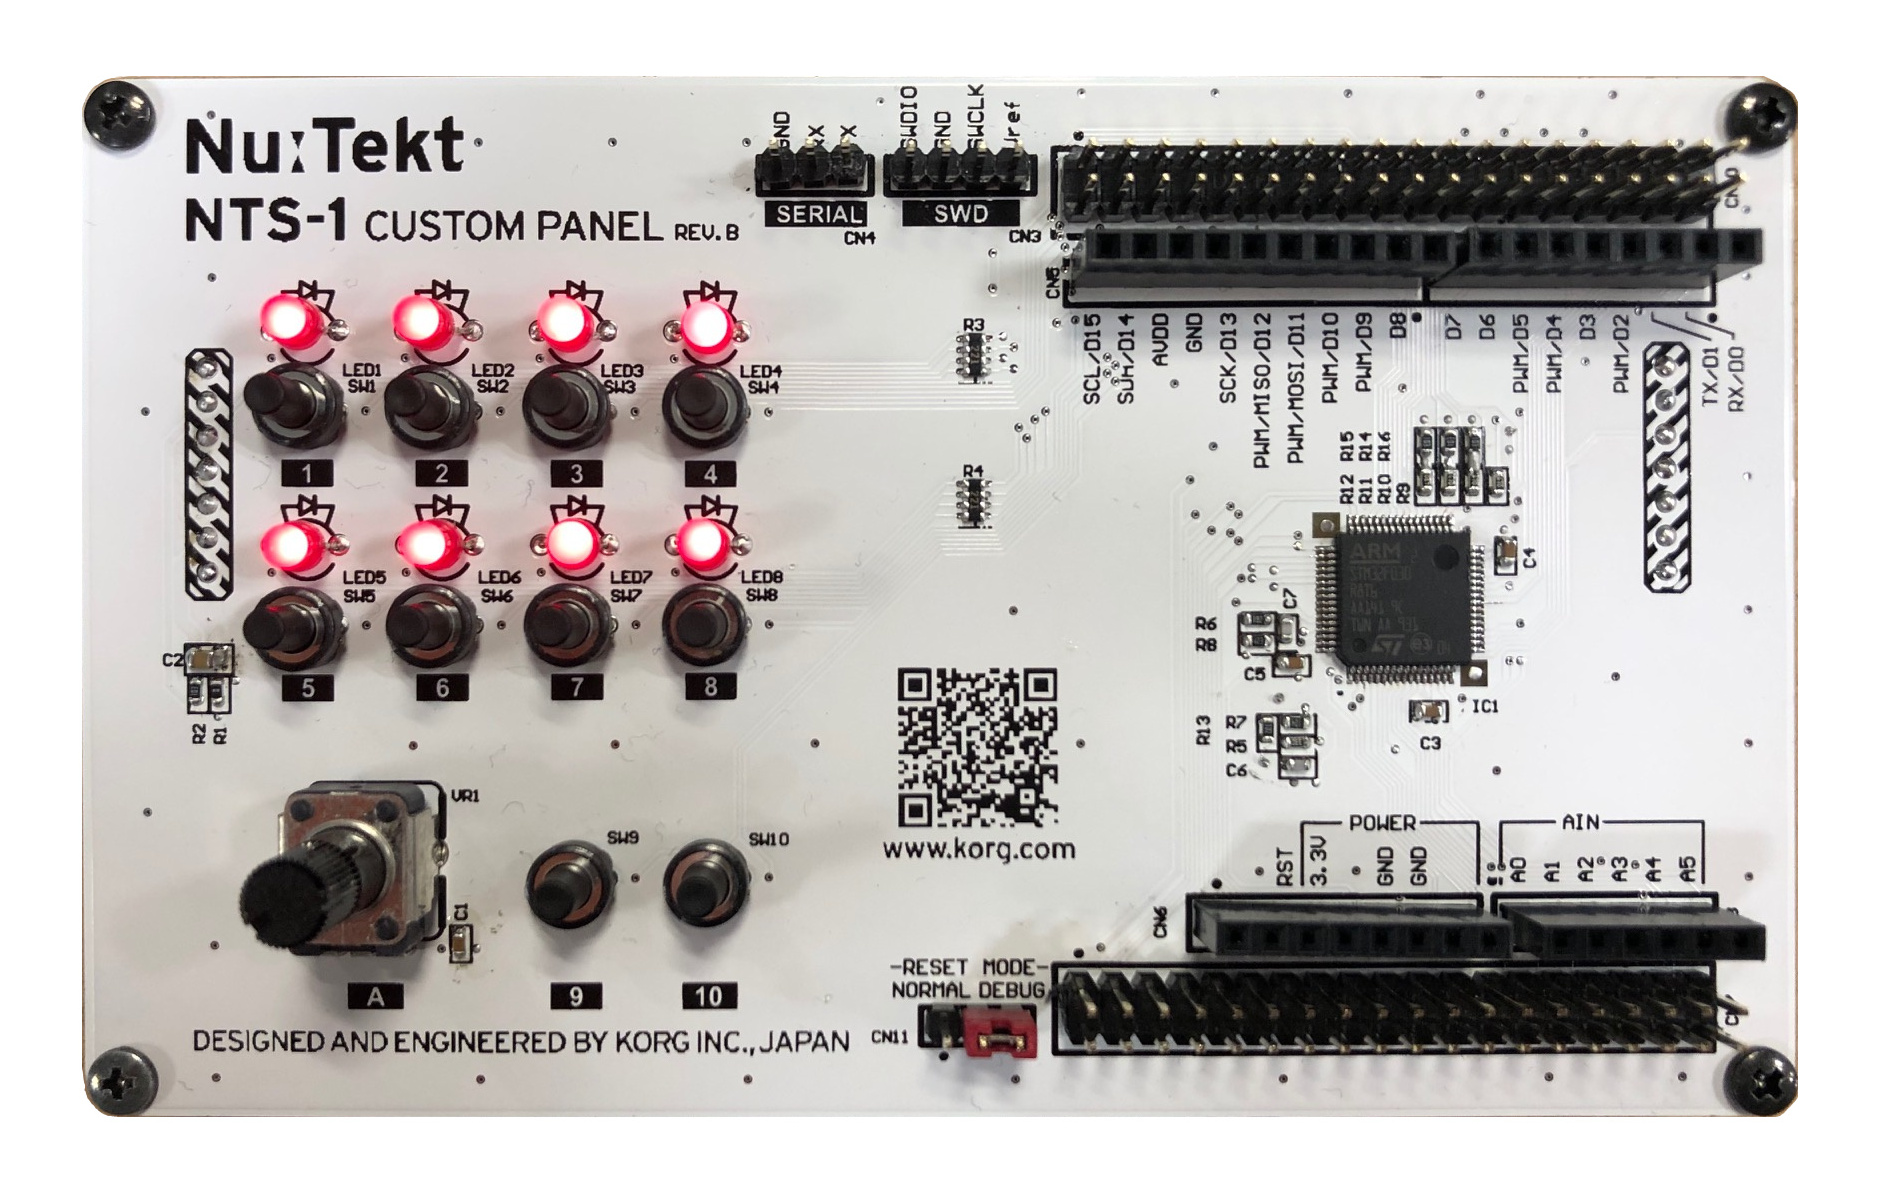 Nu:Tekt
NTS-1 CUSTOM PANEL REV.B
GND
SWDIO
GND
SWCLK
Vref
SERIAL
CN4
SWD
CN3
CN5
LED1
SW1
LED2
SW2
LED3
SW3
LED4
SW4
1
2
3
4
LED5
SW5
LED6
SW6
LED7
SW7
LED8
SW8
5
6
7
8
R3
R4
SCL/D15
AVDD
GND
SCK/D13
PWM/MISO/D12
PWM/MOSI/D11
PWM/D10
PWM/D9
D8
D7
D6
PWM/D5
PWM/D4
D3
PWM/D2
TX/D1
RX/D0
R12 R15
R11 R14
R10 R16
R9
C4
ARM
C7
R6
R8
C5
IC1
R13
R7
R5
C6
C3
C2
R2
R1
VR1
C1
SW9
SW10
A
9
10
www.korg.com
POWER
AIN
RST
3.3V
GND
GND
A0
A1
A2
A3
A4
A5
CN6
-RESET MODE-
NORMAL DEBUG
CN11
DESIGNED AND ENGINEERED BY KORG INC., JAPAN